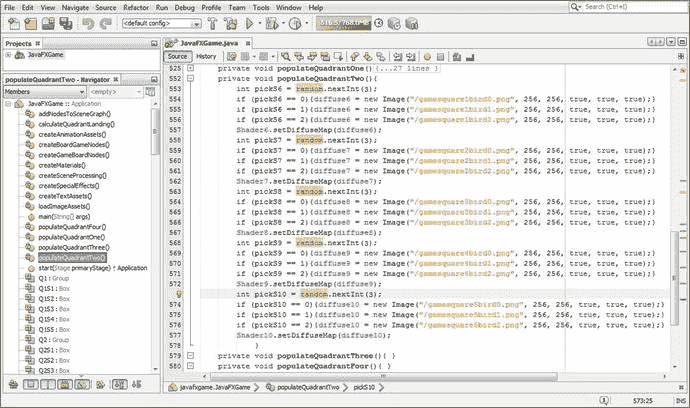 File Edit View Navigate Source Refactor Run Debug Profile Team Tools Window Help
Search (Ctrl+I)
<default config>
516.5/768.0MB
Projects
JavaFXGame
JavaFXGame.java
Source History
populateQuadrantTwo - Navigator
Members
<empty>
JavaFXGame :: Application
addNodesToSceneGraph()
calculateQuadrantLanding()
createAnimationAssets()
createBoardGameNodes()
createGameBoardNodes()
createMaterials()
createSceneProcessing()
createSpecialEffects()
createTextAssets()
loadImageAssets()
main(String[] args)
populateQuadrantFour()
populateQuadrantOne()
populateQuadrantThree()
populateQuadrantTwo()
start(Stage primaryStage) ↑ Application
Q1 : Group
Q1S1 : Box
Q1S2 : Box
Q1S3 : Box
Q1S4 : Box
Q1S5 : Box
Q2 : Group
Q2S1 : Box
Q2S2 : Box
Q2S3 : Box
525 private void populateQuadrantOne(){...27 lines }
552 private void populateQuadrantTwo(){
553 int pickS6 = random.nextInt(3);
554 if (pickS6 == 0){diffuse6 = new Image("/gamesquare1bird0.png", 256, 256, true, true, true);}
555 if (pickS6 == 1){diffuse6 = new Image("/gamesquare1bird1.png", 256, 256, true, true, true);}
556 if (pickS6 == 2){diffuse6 = new Image("/gamesquare1bird2.png", 256, 256, true, true, true);}
557 Shader6.setDiffuseMap(diffuse6);
558 int pickS7 = random.nextInt(3);
559 if (pickS7 == 0){diffuse7 = new Image("/gamesquare2bird0.png", 256, 256, true, true, true);}
560 if (pickS7 == 1){diffuse7 = new Image("/gamesquare2bird1.png", 256, 256, true, true, true);}
561 if (pickS7 == 2){diffuse7 = new Image("/gamesquare2bird2.png", 256, 256, true, true, true);}
562 Shader7.setDiffuseMap(diffuse7);
563 int pickS8 = random.nextInt(3);
564 if (pickS8 == 0){diffuse8 = new Image("/gamesquare3bird0.png", 256, 256, true, true, true);}
565 if (pickS8 == 1){diffuse8 = new Image("/gamesquare3bird1.png", 256, 256, true, true, true);}
566 if (pickS8 == 2){diffuse8 = new Image("/gamesquare3bird2.png", 256, 256, true, true, true);}
567 Shader8.setDiffuseMap(diffuse8);
568 int pickS9 = random.nextInt(3);
569 if (pickS9 == 0){diffuse9 = new Image("/gamesquare4bird0.png", 256, 256, true, true, true);}
570 if (pickS9 == 1){diffuse9 = new Image("/gamesquare4bird1.png", 256, 256, true, true, true);}
571 if (pickS9 == 2){diffuse9 = new Image("/gamesquare4bird2.png", 256, 256, true, true, true);}
572 Shader9.setDiffuseMap(diffuse9);
int pickS10 = random.nextInt(3);
574 if (pickS10 == 0){diffuse10 = new Image("/gamesquare5bird0.png", 256, 256, true, true, true);}
575 if (pickS10 == 1){diffuse10 = new Image("/gamesquare5bird1.png", 256, 256, true, true, true);}
576 if (pickS10 == 2){diffuse10 = new Image("/gamesquare5bird2.png", 256, 256, true, true, true);}
577 Shader10.setDiffuseMap(diffuse10);
578 }
579 private void populateQuadrantThree(){ }
580 private void populateQuadrantFour(){ }
javafxgame.JavaFXGame
populateQuadrantTwo
pickS10
573:25
INS